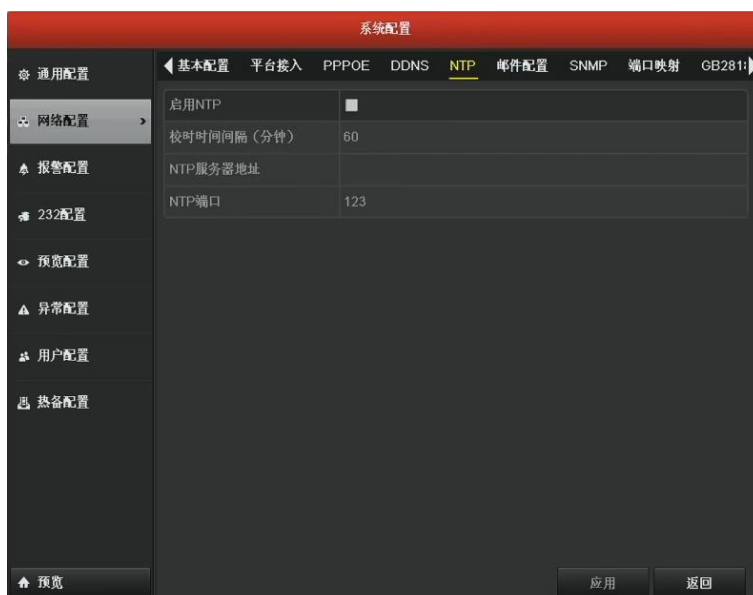 系统配置
通用配置
网络配置
报警配置
232配置
预览配置
异常配置
用户配置
热备配置
预览
基本配置 平台接入 PPPOE DDNS NTP 邮件配置 SNMP 端口映射 GB2818
启用NTP
校时时间间隔（分钟） 60
NTP服务器地址
NTP端口 123
应用 返回